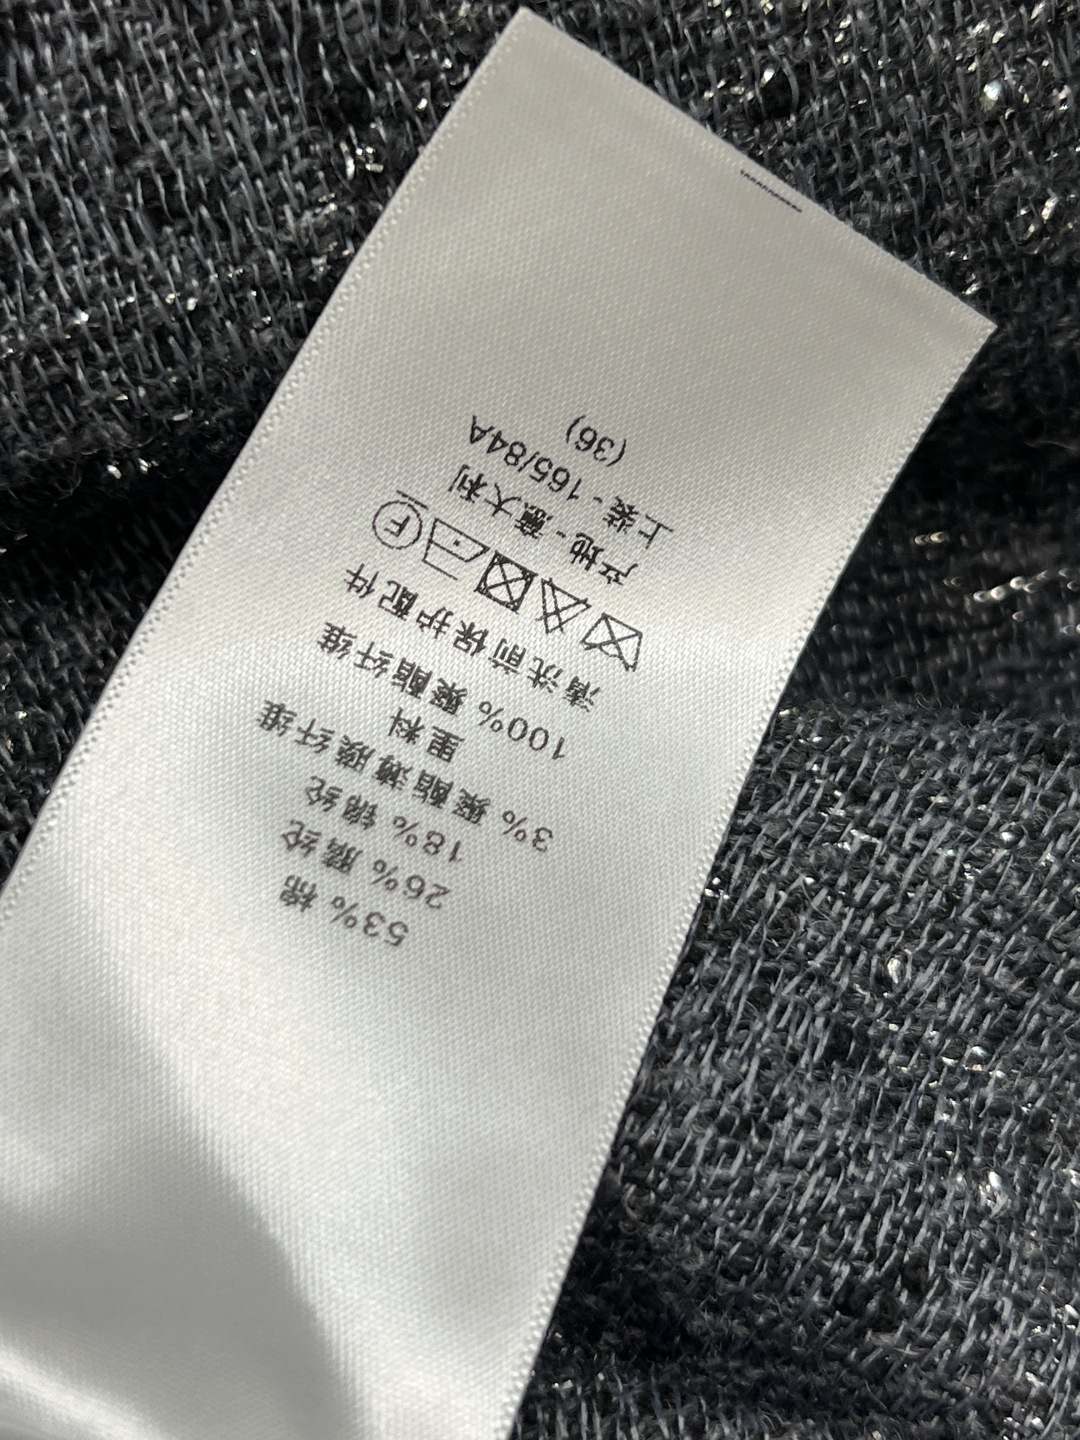 53% 棉
26% 腈纶
18% 锦纶
3% 聚酯薄膜纤维
里料
100% 聚酯纤维
清洗前保护配件
F
产地 - 意大利
上装 - 165/84A
(36)